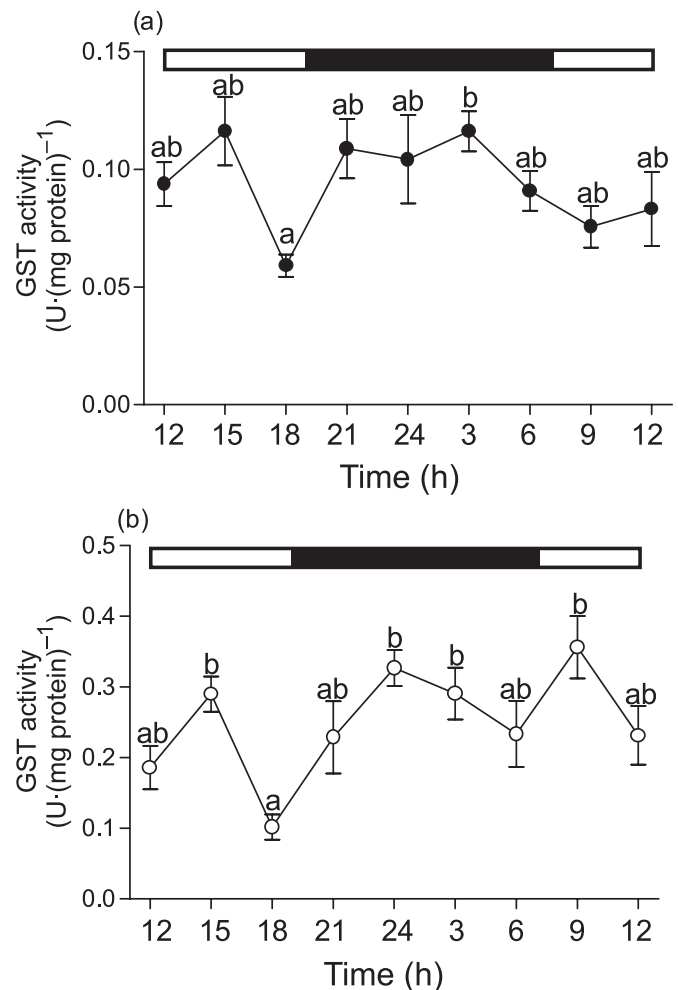 (a)
0.15
0.10
0.05
0.00
GST activity
(U·(mg protein)⁻¹
ab ab a ab ab b ab ab ab
12 15 18 21 24 3 6 9 12
Time (h)
(b)
0.5
0.4
0.3
0.2
0.1
0.0
GST activity
(U·(mg protein)⁻¹
ab b a ab b b ab b ab
12 15 18 21 24 3 6 9 12
Time (h)